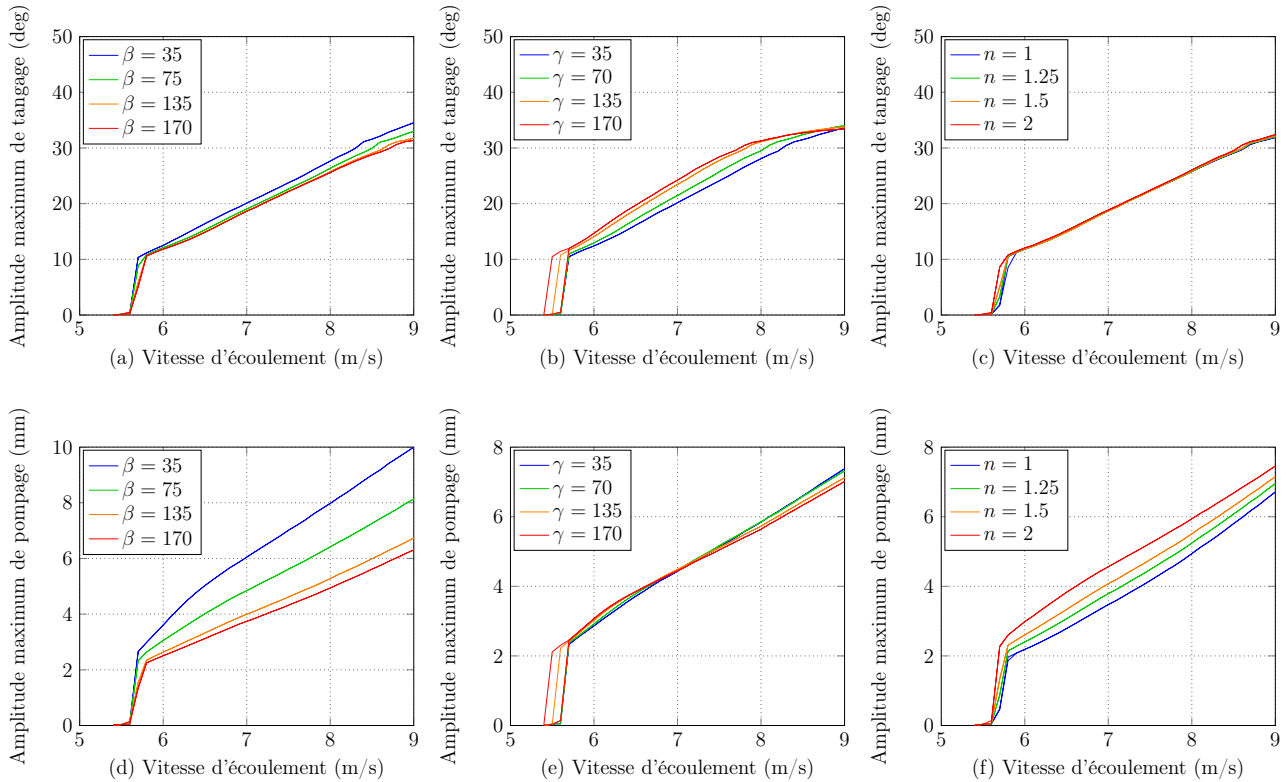 Amplitude maximum de tangage (deg)
50
40
30
20
10
0
β = 35
β = 75
β = 135
β = 170
5 6 7 8 9
(a) Vitesse d'écoulement (m/s)
Amplitude maximum de tangage (deg)
50
40
30
20
10
0
γ = 35
γ = 70
γ = 135
γ = 170
5 6 7 8 9
(b) Vitesse d'écoulement (m/s)
Amplitude maximum de tangage (deg)
50
40
30
20
10
0
n = 1
n = 1.25
n = 1.5
n = 2
5 6 7 8 9
(c) Vitesse d'écoulement (m/s)
Amplitude maximum de pompage (mm)
10
8
6
4
2
0
β = 35
β = 75
β = 135
β = 170
5 6 7 8 9
(d) Vitesse d'écoulement (m/s)
Amplitude maximum de pompage (mm)
8
6
4
2
0
γ = 35
γ = 70
γ = 135
γ = 170
5 6 7 8 9
(e) Vitesse d'écoulement (m/s)
Amplitude maximum de pompage (mm)
8
6
4
2
0
n = 1
n = 1.25
n = 1.5
n = 2
5 6 7 8 9
(f) Vitesse d'écoulement (m/s)